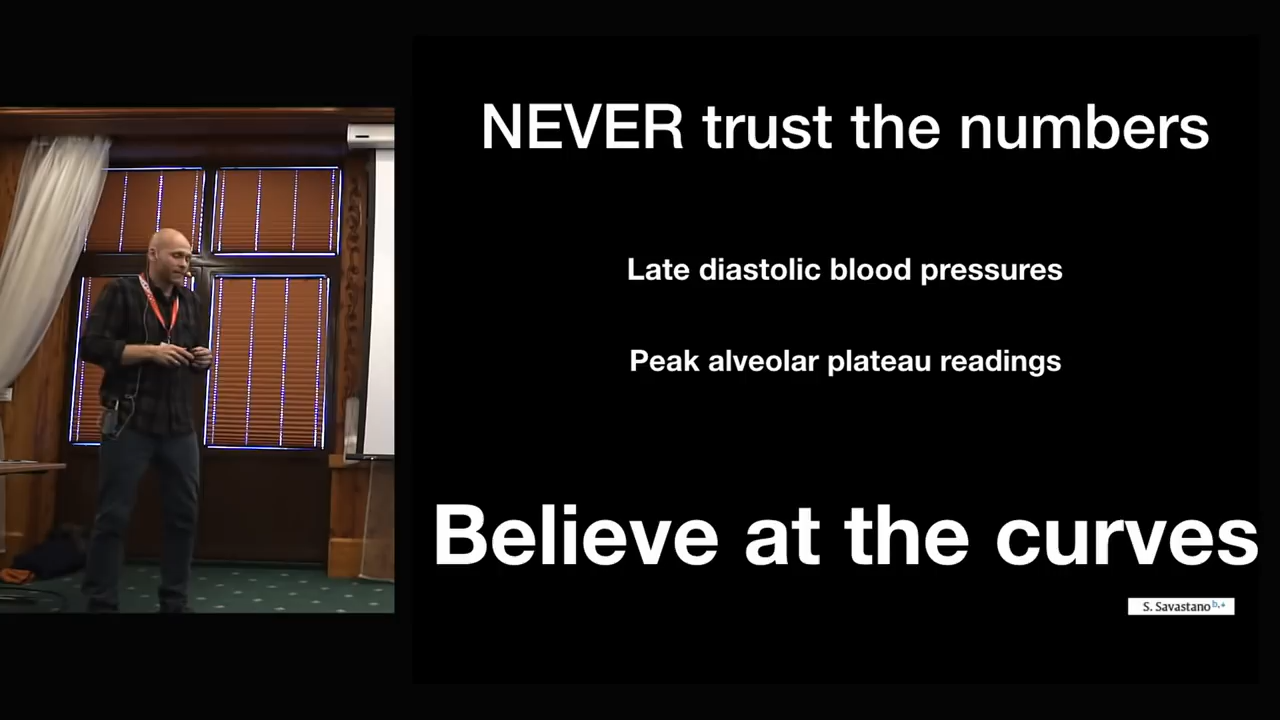 NEVER trust the numbers
Late diastolic blood pressures
Peak alveolar plateau readings
Believe at the curves
S. Savastano b,+